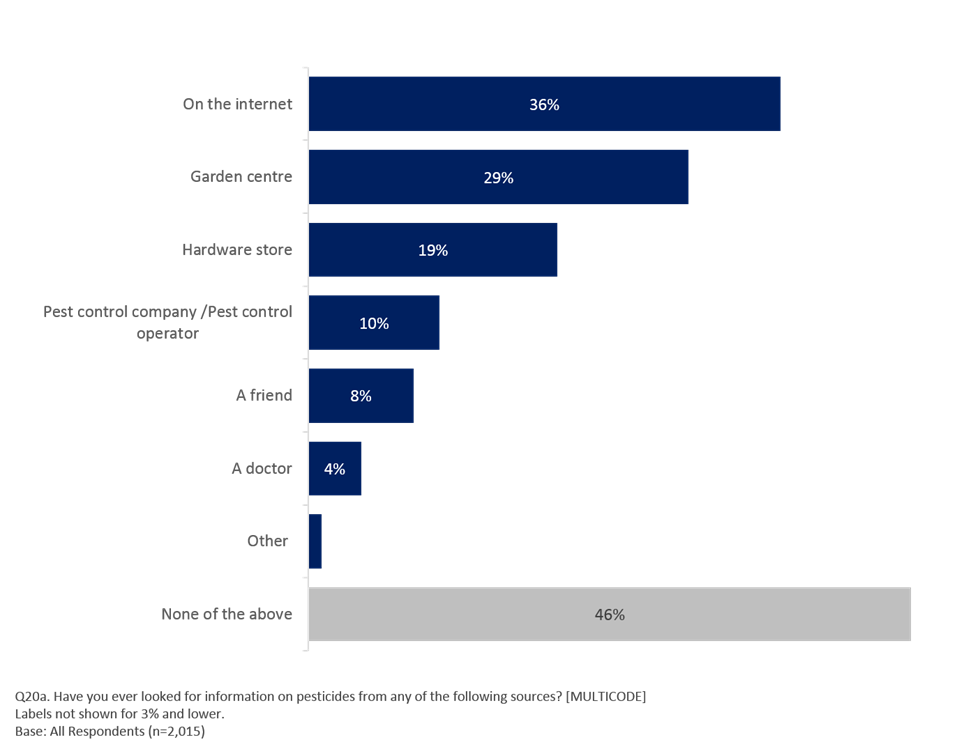 On the internet
36%
Garden centre
29%
Hardware store
19%
Pest control company /Pest control
operator
10%
A friend
8%
A doctor
4%
Other
None of the above
46%
Q20a. Have you ever looked for information on pesticides from any of the following sources? [MULTICODE]
Labels not shown for 3% and lower.
Base: All Respondents (n=2,015)